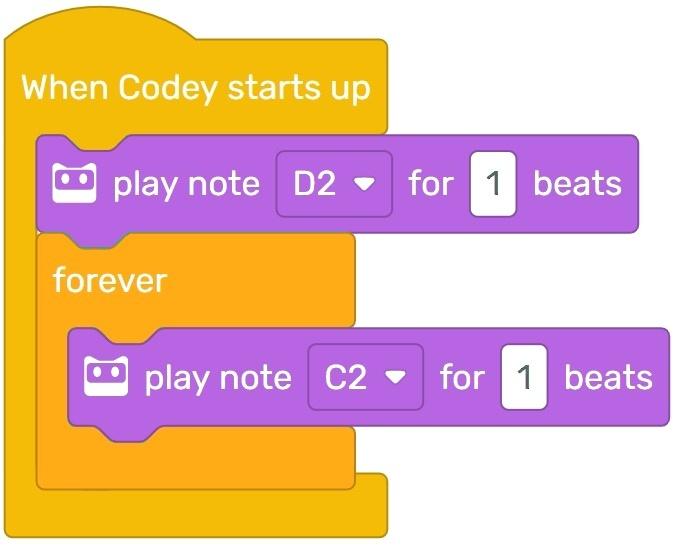 When Codey starts up
play note D2 for 1 beats
forever
play note C2 for 1 beats